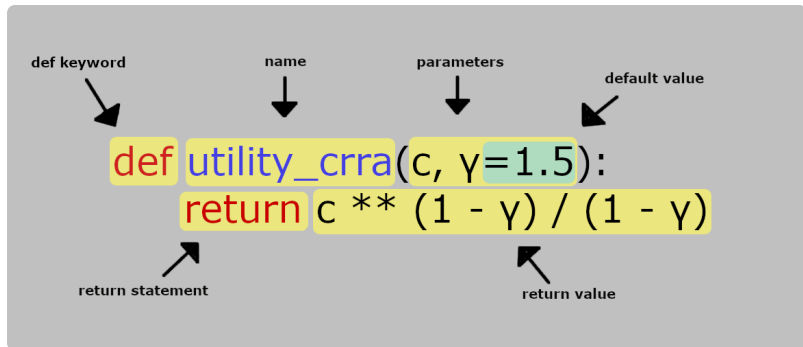 def keyword
name
parameters
default value
def utility_crra(c, γ=1.5):
return c ** (1 - γ) / (1 - γ)
return statement
return value